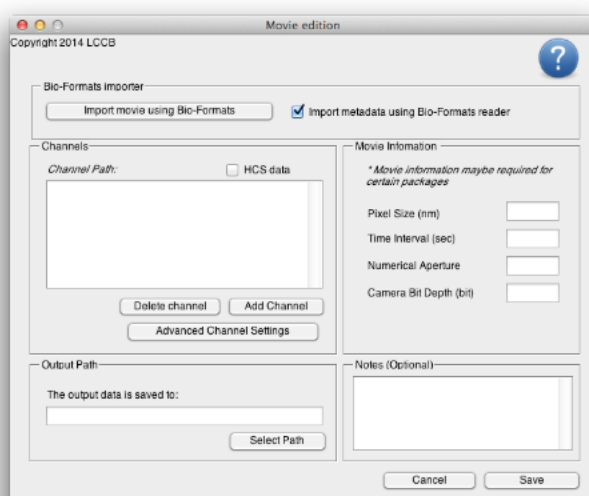 Movie edition
Copyright 2014 LCCB
?
Bio-Formats importer
Import movie using Bio-Formats
Import metadata using Bio-Formats reader
Channels
Channel Path:
HCS data
Delete channel
Add Channel
Advanced Channel Settings
Movie Infomation
* Movie information maybe required for
certain packages
Pixel Size (nm)
Time Interval (sec)
Numerical Aperture
Camera Bit Depth (bit)
Output Path
The output data is saved to:
Select Path
Notes (Optional)
Cancel
Save